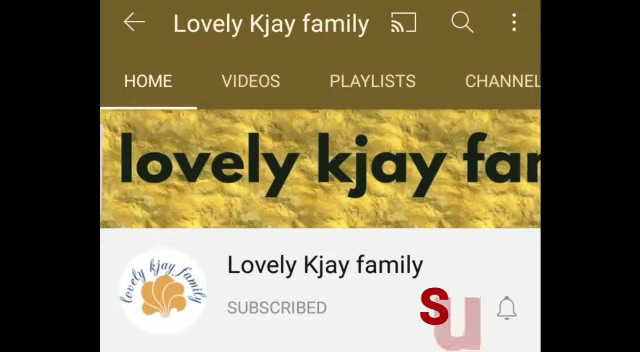 Lovely Kjay family
HOME VIDEOS PLAYLISTS CHANNEL
lovely kjay far
lovely kjay family
Lovely Kjay family
SUBSCRIBED
Su